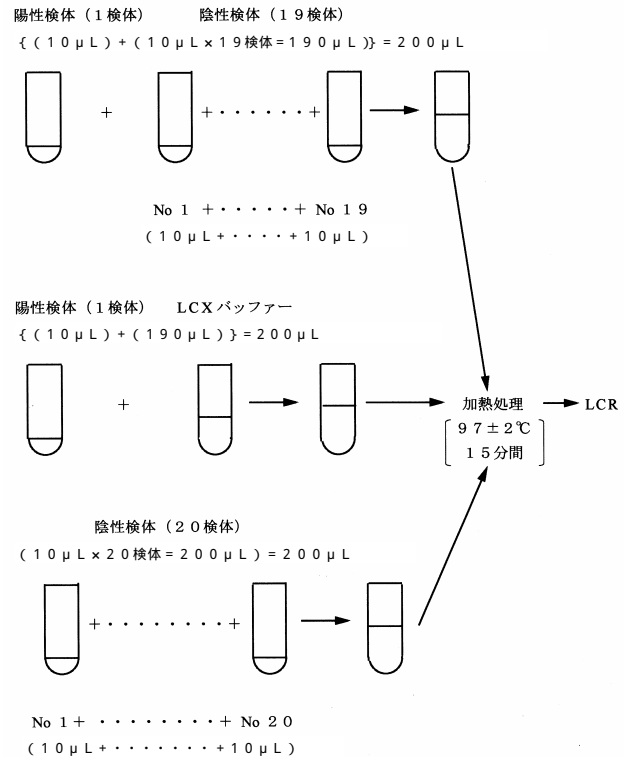 陽性検体（１検体）　　　陰性検体（１９検体）
{（１０μＬ）＋（１０μＬ×１９検体＝１９０μＬ）}＝２００μＬ
＋　＋・・・・・・＋
No １ ＋・・・・・＋ No １９
（１０μＬ＋・・・・＋１０μＬ）
陽性検体（１検体）　ＬＣＸバッファー
{（１０μＬ）＋（１９０μＬ）}＝２００μＬ
＋
加熱処理　LCR
９７±２℃
１５分間
陰性検体（２０検体）
（１０μＬ×２０検体＝２００μＬ）＝２００μＬ
＋・・・・・・・・＋
No １＋ ・・・・・・・・＋ No ２０
（１０μＬ＋・・・・・・・＋１０μＬ）